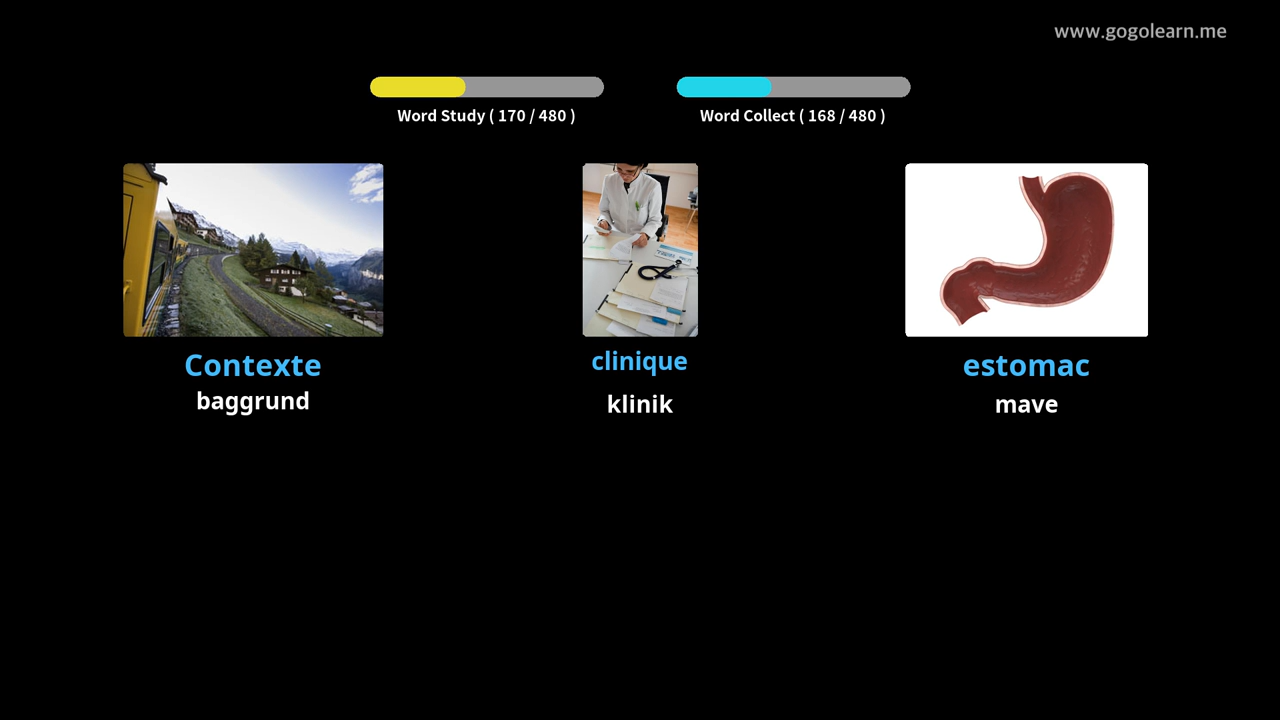 www.gogolearn.me
Word Study ( 170 / 480 )
Word Collect ( 168 / 480 )
Contexte
baggrund
clinique
klinik
estomac
mave